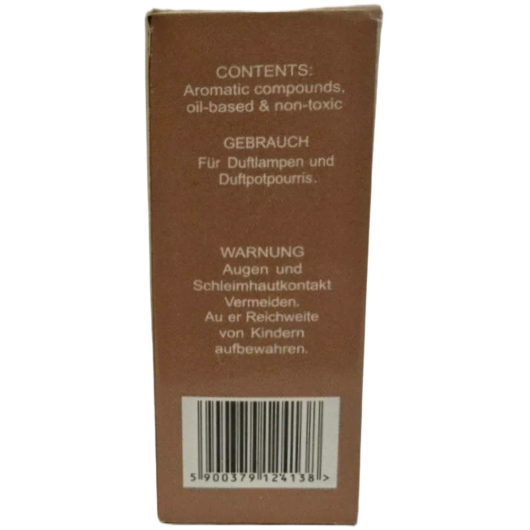 CONTENTS:
Aromatic compounds,
oil-based & non-toxic
GEBRAUCH
Für Duftlampen und
Duftpotpourris.
WARNUNG
Augen und
Schleimhautkontakt
Vermeiden.
Au er Reichweite
von Kindern
aufbewahren.
5 900379 124138 >